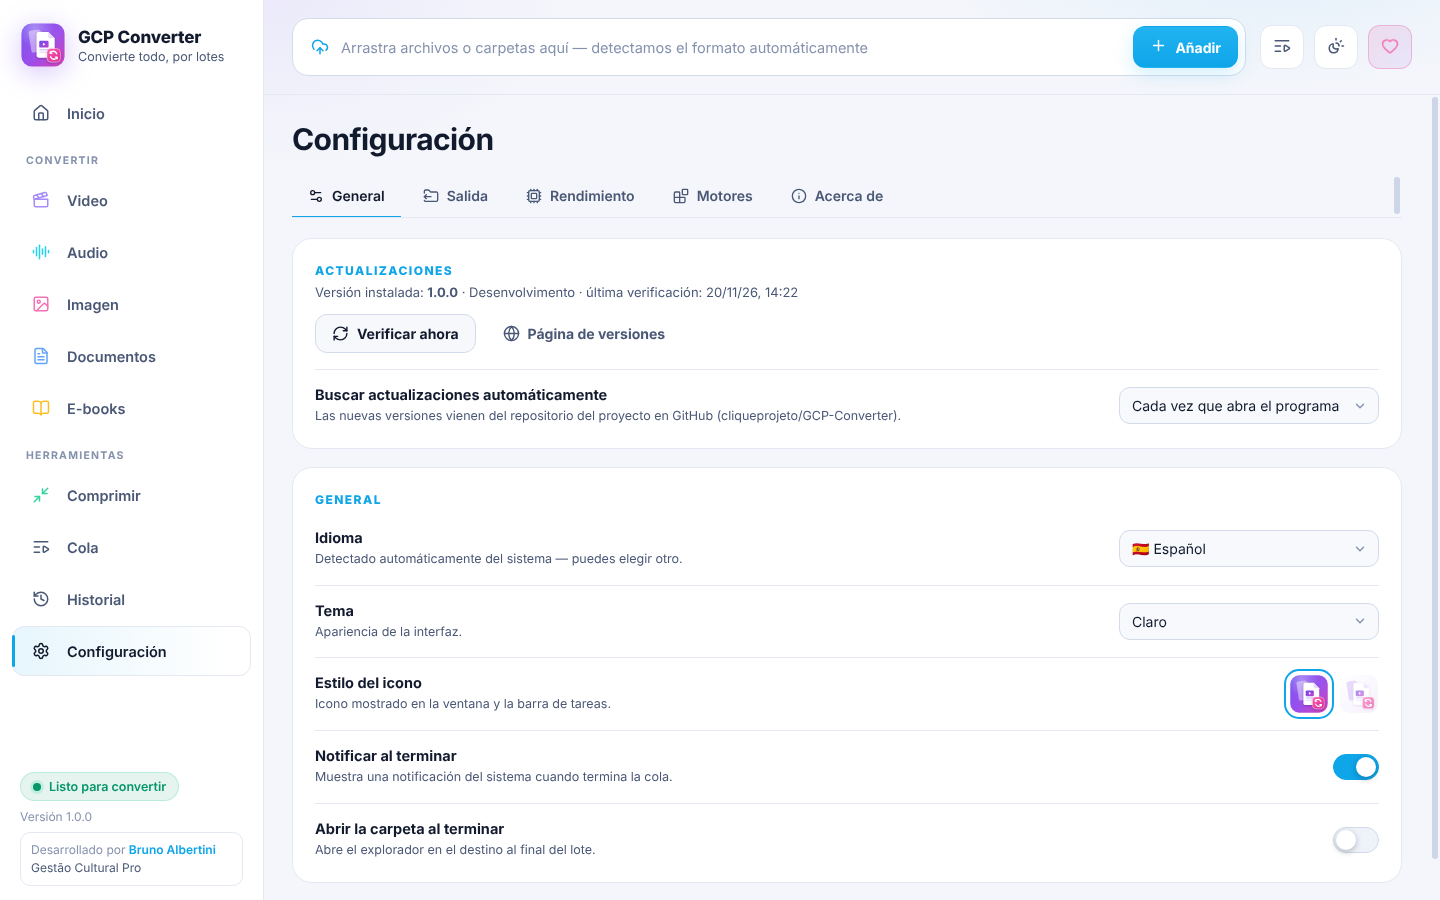 GCP Converter
Convierte todo, por lotes
Inicio
CONVERTIR
Video
Audio
Imagen
Documentos
E-books
HERRAMIENTAS
Comprimir
Cola
Historial
Configuración
Listo para convertir
Versión 1.0.0
Desarrollado por Bruno Albertini
Gestão Cultural Pro
Arrastra archivos o carpetas aquí — detectamos el formato automáticamente
Añadir
Configuración
General
Salida
Rendimiento
Motores
Acerca de
ACTUALIZACIONES
Versión instalada: 1.0.0 · Desenvolvimento · última verificación: 20/11/26, 14:22
Verificar ahora
Página de versiones
Buscar actualizaciones automáticamente
Las nuevas versiones vienen del repositorio del proyecto en GitHub (cliqueprojeto/GCP-Converter).
Cada vez que abra el programa
GENERAL
Idioma
Detectado automáticamente del sistema — puedes elegir otro.
Español
Tema
Apariencia de la interfaz.
Claro
Estilo del icono
Icono mostrado en la ventana y la barra de tareas.
Notificar al terminar
Muestra una notificación del sistema cuando termina la cola.
Abrir la carpeta al terminar
Abre el explorador en el destino al final del lote.